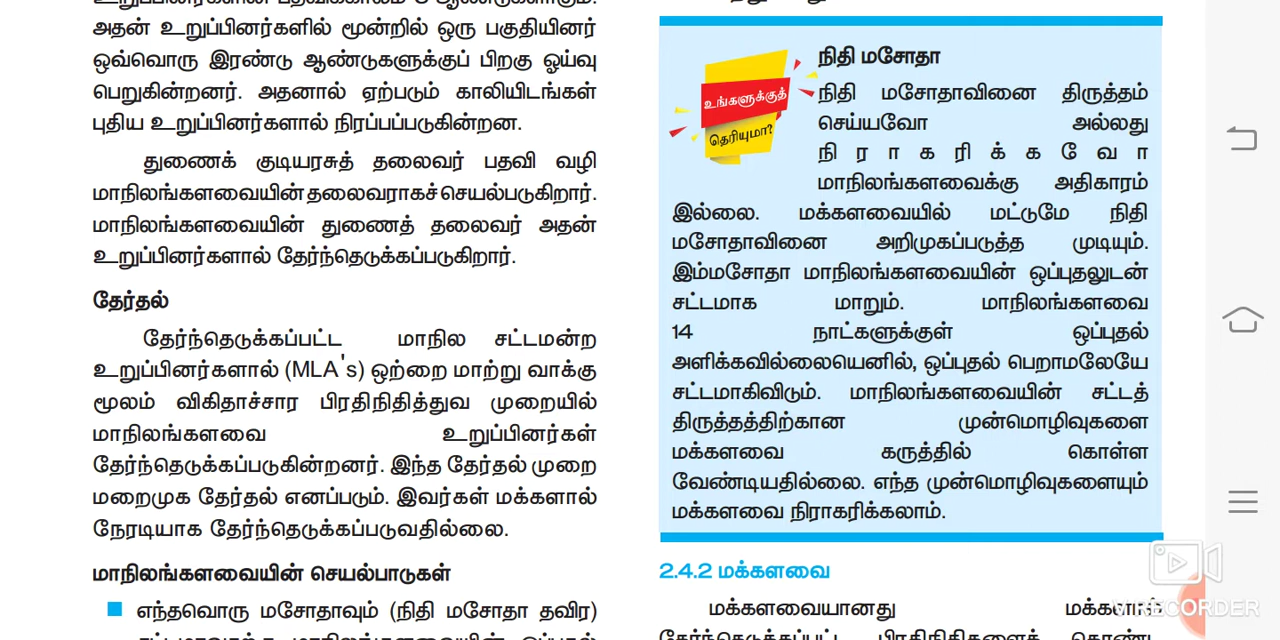 அதன் உறுப்பினர்களில் மூன்றில் ஒரு பகுதியினர்
ஒவ்வொரு இரண்டு ஆண்டுகளுக்குப் பிறகு ஓய்வு
பெறுகின்றனர். அதனால் ஏற்படும் காலியிடங்கள்
புதிய உறுப்பினர்களால் நிரப்பப்படுகின்றன.
துணைக் குடியரசுத் தலைவர் பதவி வழி
மாநிலங்களவையின் தலைவராகச் செயல்படுகிறார்.
மாநிலங்களவையின் துணைத் தலைவர் அதன்
உறுப்பினர்களால் தேர்ந்தெடுக்கப்படுகிறார்.
தேர்தல்
தேர்ந்தெடுக்கப்பட்ட மாநில சட்டமன்ற
உறுப்பினர்களால் (MLA's) ஒற்றை மாற்று வாக்கு
மூலம் விகிதாச்சார பிரதிநிதித்துவ முறையில்
மாநிலங்களவை உறுப்பினர்கள்
தேர்ந்தெடுக்கப்படுகின்றனர். இந்த தேர்தல் முறை
மறைமுக தேர்தல் எனப்படும். இவர்கள் மக்களால்
நேரடியாக தேர்ந்தெடுக்கப்படுவதில்லை.
மாநிலங்களவையின் செயல்பாடுகள்
எந்தவொரு மசோதாவும் (நிதி மசோதா தவிர)
உங்களுக்குத்
தெரியுமா?
நிதி மசோதா
நிதி மசோதாவினை திருத்தம்
செய்யவோ அல்லது
நிராகரிக்கவோ
மாநிலங்களவைக்கு அதிகாரம்
இல்லை. மக்களவையில் மட்டுமே நிதி
மசோதாவினை அறிமுகப்படுத்த முடியும்.
இம்மசோதா மாநிலங்களவையின் ஒப்புதலுடன்
சட்டமாக மாறும். மாநிலங்களவை
14 நாட்களுக்குள் ஒப்புதல்
அளிக்கவில்லையெனில், ஒப்புதல் பெறாமலேயே
சட்டமாகிவிடும். மாநிலங்களவையின் சட்டத்
திருத்தத்திற்கான முன்மொழிவுகளை
மக்களவை கருத்தில் கொள்ள
வேண்டியதில்லை. எந்த முன்மொழிவுகளையும்
மக்களவை நிராகரிக்கலாம்.
2.4.2 மக்களவை
மக்களவையானது மக்களால்
V RECORDER